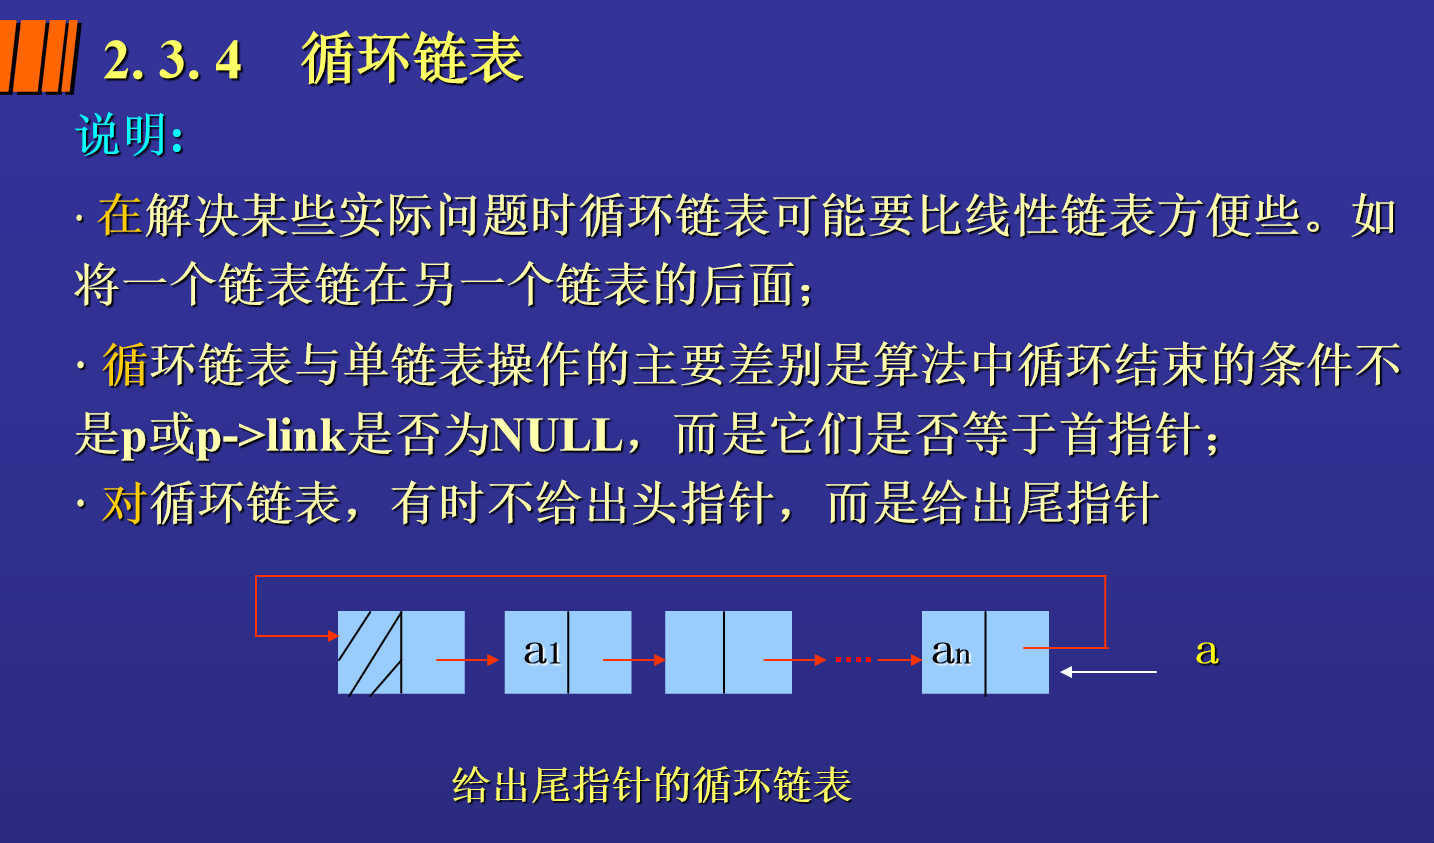 2. 3. 4 循环链表
说明:
· 在解决某些实际问题时循环链表可能要比线性链表方便些。如
将一个链表链在另一个链表的后面；
· 循环链表与单链表操作的主要差别是算法中循环结束的条件不
是p或p->link是否为NULL，而是它们是否等于首指针；
· 对循环链表，有时不给出头指针，而是给出尾指针
a1 an a
给出尾指针的循环链表